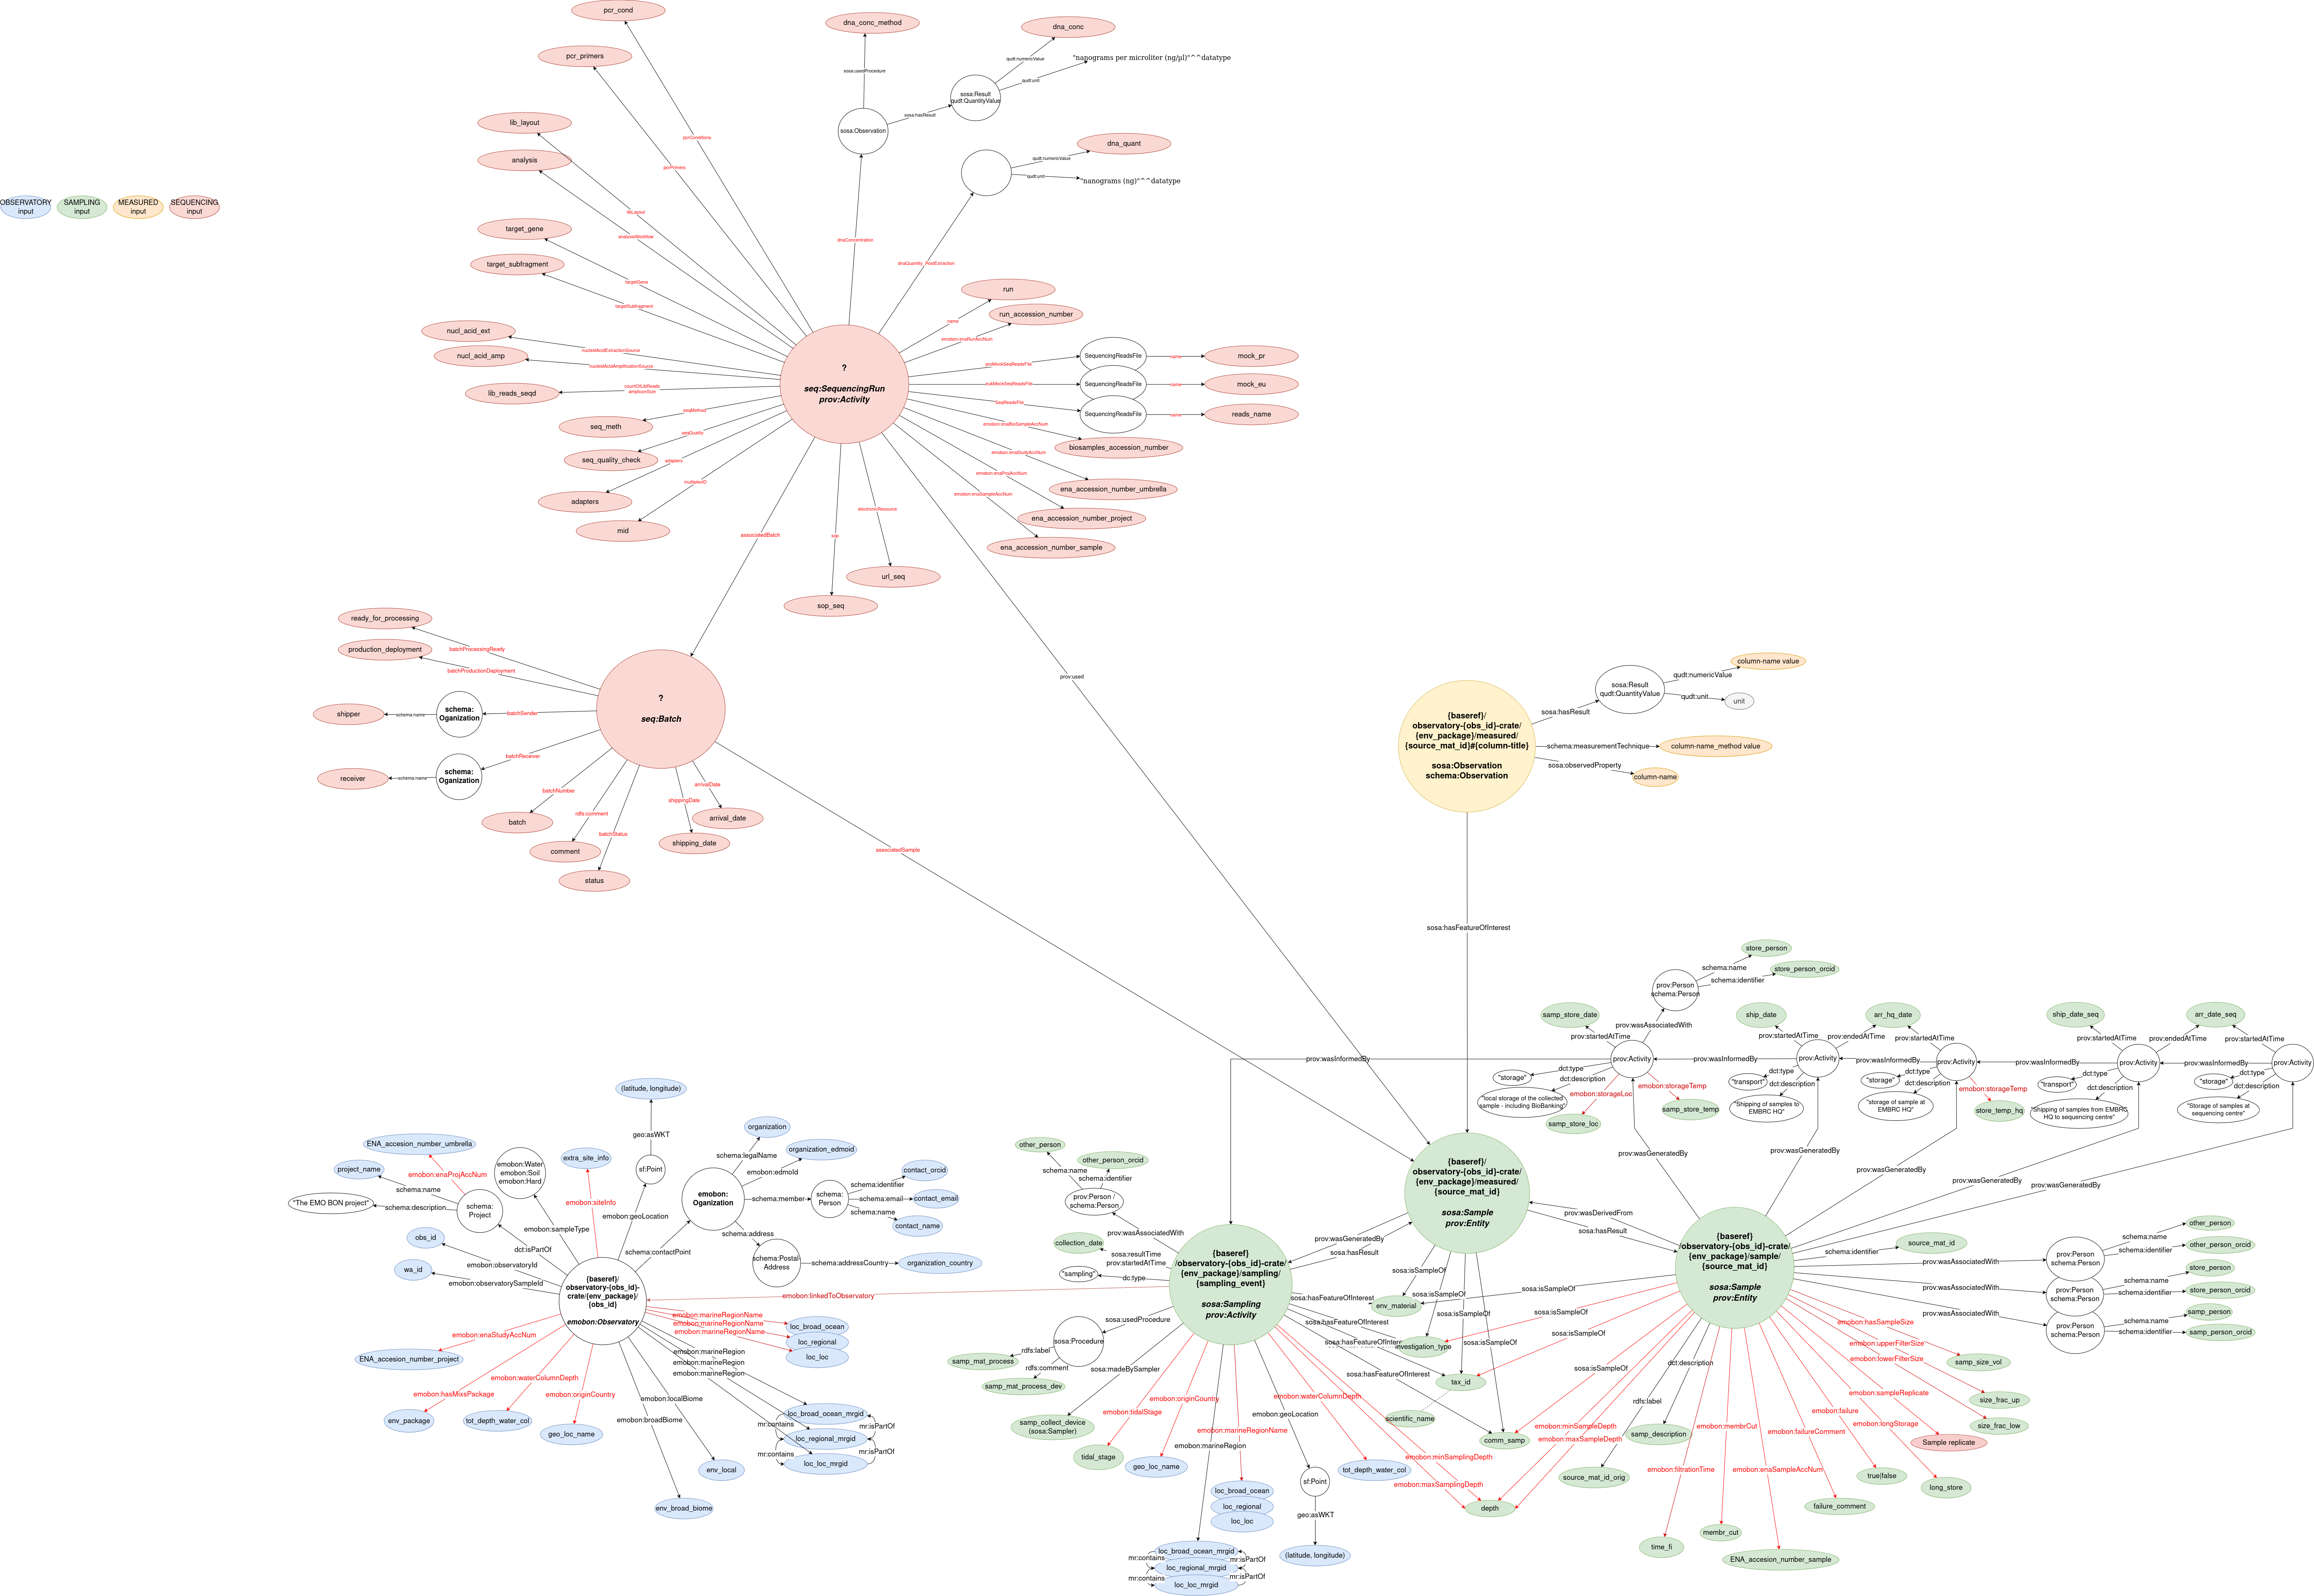 pcr_cond
dna_conc_method
dna_conc
pcr_primers
qudt:numericValue
"nanograms per microliter (ng/µl)"^^datatype
sosa:usedProcedure
qudt:unit
sosa:Result
qudt:QuantityValue
lib_layout
sosa:hasResult
sosa:Observation
pcrConditions
dna_quant
analysis
qudt:numericValue
pcrPrimers
qudt:unit
"nanograms (ng)"^^datatype
OBSERVATORY
input
SAMPLING
input
MEASURED
input
SEQUENCING
input
libLayout
target_gene
analysisWorkflow
dnaConcentration
target_subfragment
dnaQuantity_PostExtraction
targetGene
run
targetSubfragment
run_accession_number
name
nucl_acid_ext
emobon:enaRunAccNum
nucleidAcidExtractionSource
nucl_acid_amp
nucleidAcidAmplificationSource
proMockSeqReadsFile
SequencingReadsFile
name
mock_pr
?
seq:SequencingRun
prov:Activity
lib_reads_seqd
countOfLibReads
ampliconSize
eukMockSeqReadsFile
SequencingReadsFile
name
mock_eu
SeqReadsFile
SequencingReadsFile
name
reads_name
seqMethod
seq_meth
emobon:enaBioSampleAccNum
seqQuality
biosamples_accession_number
emobon:enaStudyAccNum
seq_quality_check
adapters
emobon:enaProjAccNum
multiplexID
ena_accession_number_umbrella
emobon:enaSampleAccNum
adapters
electronicResource
ena_accession_number_project
mid
associatedBatch
sop
ena_accession_number_sample
url_seq
sop_seq
ready_for_processing
batchProcessingReady
production_deployment
batchProductionDeployment
prov:used
?
seq:Batch
shipper
schema:name
schema:
Oganization
batchSender
batchReceiver
receiver
schema:name
schema:
Oganization
arrivalDate
batchNumber
shippingDate
rdfs:comment
arrival_date
batch
batchStatus
shipping_date
comment
associatedSample
status
column-name value
qudt:numericValue
sosa:Result
qudt:QuantityValue
qudt:unit
unit
sosa:hasResult
{baseref}/
observatory-{obs_id}-crate/
{env_package}/measured/
{source_mat_id}#{column-title}
sosa:Observation
schema:Observation
schema:measurementTechnique
column-name_method value
sosa:observedProperty
column-name
sosa:hasFeatureOfInterest
store_person
schema:name
store_person_orcid
schema:identifier
prov:Person
schema:Person
samp_store_date
prov:wasAssociatedWith
prov:startedAtTime
ship_date
arr_hq_date
ship_date_seq
arr_date_seq
prov:startedAtTime
prov:endedAtTime
prov:startedAtTime
prov:startedAtTime
prov:endedAtTime
prov:startedAtTime
prov:wasInformedBy
prov:Activity
prov:wasInformedBy
prov:Activity
prov:wasInformedBy
prov:Activity
prov:wasInformedBy
prov:Activity
prov:wasInformedBy
prov:Activity
dct:type
"storage"
dct:description
emobon:storageTemp
emobon:storageLoc
"local storage of the collected
sample - including BioBanking"
samp_store_temp
samp_store_loc
dct:type
"transport"
dct:description
"Shipping of samples to
EMBRC HQ"
dct:type
"storage"
dct:description
"storage of sample at
EMBRC HQ"
emobon:storageTemp
store_temp_hq
dct:type
"transport"
dct:description
"Shipping of samples from EMBRC
HQ to sequencing centre"
dct:type
"storage"
dct:description
"Storage of samples at
sequencing centre"
(latitude, longitude)
geo:asWKT
organization
ENA_accesion_number_umbrella
emobon:Water
emobon:Soil
emobon:Hard
extra_site_info
schema:legalName
organization_edmoid
emobon:edmoid
project_name
emobon:enaProjAccNum
sf:Point
contact_orcid
schema:name
schema:identifier
"The EMO BON project"
schema:description
schema:
Project
emobon:siteInfo
emobon:
Oganization
schema:member
schema:
Person
schema:email
contact_email
schema:name
contact_name
emobon:geoLocation
emobon:sampleType
schema:address
obs_id
dct:isPartOf
schema:contactPoint
schema:Postal
Address
schema:addressCountry
organization_country
emobon:observatoryId
wa_id
emobon:observatorySampleId
{baseref}/
observatory-{obs_id}-
crate/{env_package}/
{obs_id}
emobon:Observatory
emobon:linkedToObservatory
emobon:marineRegionName
emobon:marineRegionName
emobon:marineRegionName
loc_broad_ocean
loc_regional
loc_loc
emobon:enaStudyAccNum
ENA_accession_number_project
emobon:marineRegion
emobon:marineRegion
emobon:marineRegion
emobon:waterColumnDepth
emobon:hasMixsPackage
emobon:originCountry
emobon:localBiome
emobon:broadBiome
env_package
tot_depth_water_col
geo_loc_name
loc_broad_ocean_mrgid
mr:contains
mr:isPartOf
loc_regional_mrgid
mr:contains
mr:isPartOf
loc_loc_mrgid
env_local
env_broad_biome
other_person
other_person_orcid
schema:name
schema:identifier
prov:Person /
schema:Person
prov:wasAssociatedWith
collection_date
sosa:resultTime
prov:startedAtTime
"sampling"
dc:type
{baseref}
/observatory-{obs_id}-crate/
{env_package}/sampling/
{sampling_event}
sosa:Sampling
prov:Activity
sosa:usedProcedure
sosa:Procedure
rdfs:label
samp_mat_process
rdfs:comment
samp_mat_process_dev
sosa:madeBySampler
samp_collect_device
(sosa:Sampler)
emobon:originCountry
emobon:tidalStage
tidal_stage
geo_loc_name
emobon:marineRegionName
emobon:marineRegion
emobon:geoLocation
emobon:waterColumnDepth
tot_depth_water_col
sf:Point
geo:asWKT
(latitude, longitude)
loc_broad_ocean
loc_regional
loc_loc
loc_broad_ocean_mrgid
mr:contains
mr:isPartOf
loc_regional_mrgid
mr:contains
mr:isPartOf
loc_loc_mrgid
{baseref}/
observatory-{obs_id}-crate/
{env_package}/measured/
{source_mat_id}
sosa:Sample
prov:Entity
prov:wasGeneratedBy
sosa:hasResult
prov:wasDerivedFrom
sosa:hasResult
sosa:isSampleOf
sosa:isSampleOf
sosa:isSampleOf
sosa:isSampleOf
sosa:isSampleOf
sosa:isSampleOf
sosa:isSampleOf
sosa:isSampleOf
sosa:hasFeatureOfInterest
sosa:hasFeatureOfInterest
sosa:hasFeatureOfInterest
sosa:hasFeatureOfInterest
env_material
investigation_type
tax_id
scientific_name
comm_samp
emobon:minSampleDepth
emobon:maxSampleDepth
emobon:minSamplingDepth
emobon:maxSamplingDepth
depth
prov:wasGeneratedBy
prov:wasGeneratedBy
prov:wasGeneratedBy
prov:wasGeneratedBy
prov:wasGeneratedBy
{baseref}
/observatory-{obs_id}-crate/
{env_package}/sample/
{source_mat_id}
sosa:Sample
prov:Entity
schema:identifier
source_mat_id
prov:wasAssociatedWith
prov:wasAssociatedWith
prov:wasAssociatedWith
prov:Person
schema:Person
prov:Person
schema:Person
prov:Person
schema:Person
schema:name
other_person
schema:identifier
other_person_orcid
schema:name
store_person
schema:identifier
store_person_orcid
schema:name
samp_person
schema:identifier
samp_person_orcid
emobon:hasSampleSize
emobon:upperFilterSize
emobon:lowerFilterSize
samp_size_vol
emobon:sampleReplicate
size_frac_up
emobon:failure
emobon:longStorage
size_frac_low
emobon:failureComment
Sample replicate
dct:description
rdfs:label
samp_description
emobon:membrCut
emobon:filtrationTime
emobon:enaSampleAccNum
source_mat_id_orig
true|false
long_store
failure_comment
membr_cut
time_fi
ENA_accesion_number_sample